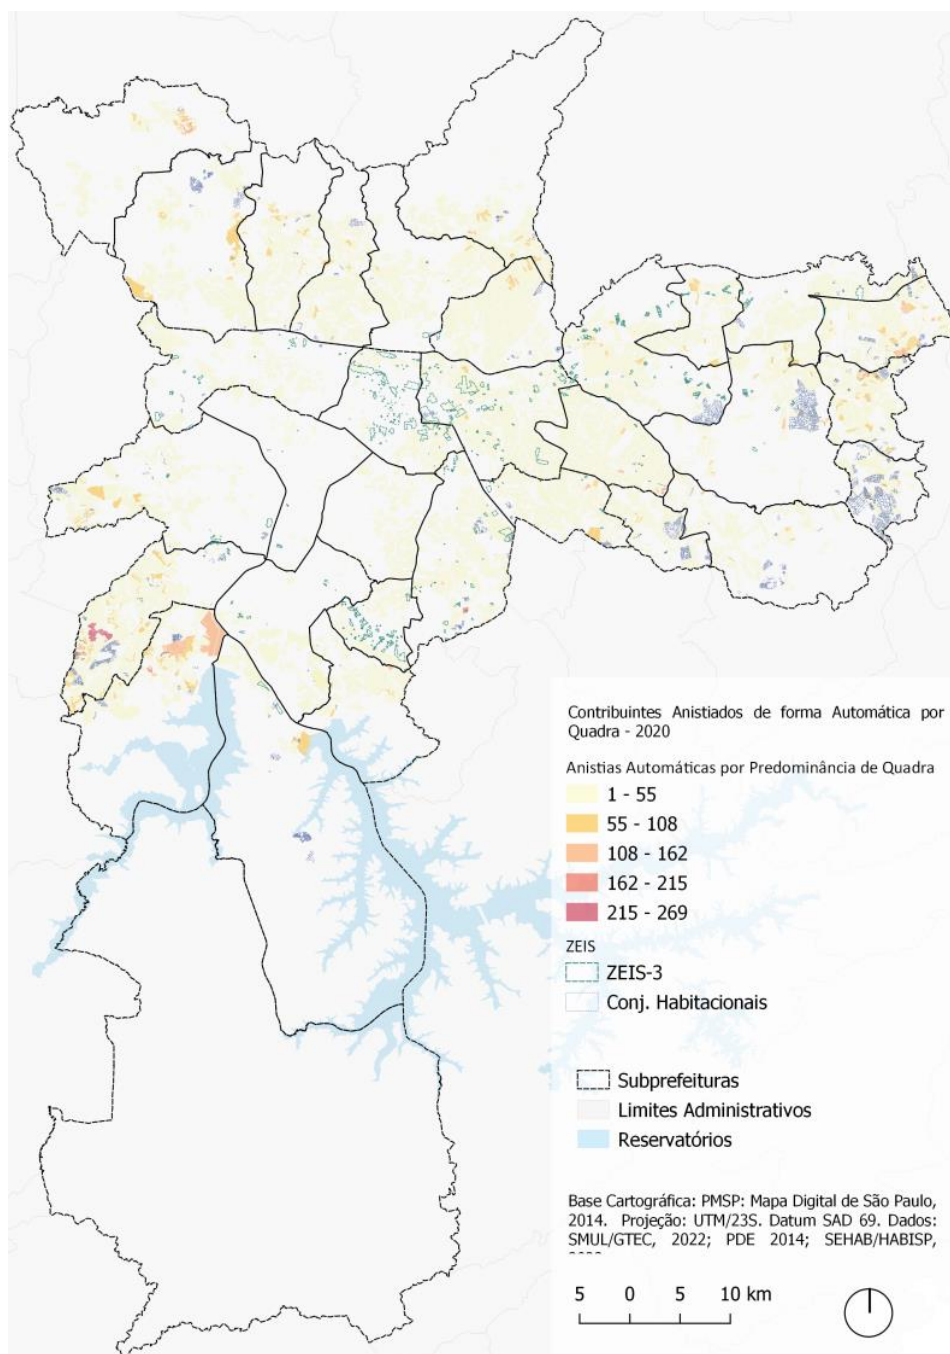 Contribuintes Anistiados de forma Automática por
Quadra - 2020
Anistias Automáticas por Predominância de Quadra
1 - 55
55 - 108
108 - 162
162 - 215
215 - 269
ZEIS
ZEIS-3
Conj. Habitacionais
Subprefeituras
Limites Administrativos
Reservatórios
Base Cartográfica: PMSP: Mapa Digital de São Paulo,
2014. Projeção: UTM/23S. Datum SAD 69. Dados:
SMUL/GTEC, 2022; PDE 2014; SEHAB/HABISP,
5 0 5 10 km